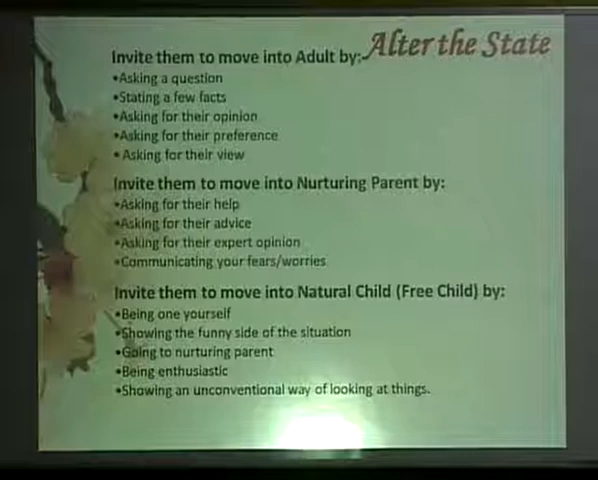 Alter the State
Invite them to move into Adult by:-
•Asking a question
•Stating a few facts
•Asking for their opinion
•Asking for their preference
• Asking for their view
Invite them to move into Nurturing Parent by:
•Asking for their help
•Asking for their advice
•Asking for their expert opinion
•Communicating your fears/worries
Invite them to move into Natural Child (Free Child) by:
•Being one yourself
•Showing the funny side of the situation
•Going to nurturing parent
•Being enthusiastic
•Showing an unconventional way of looking at things.